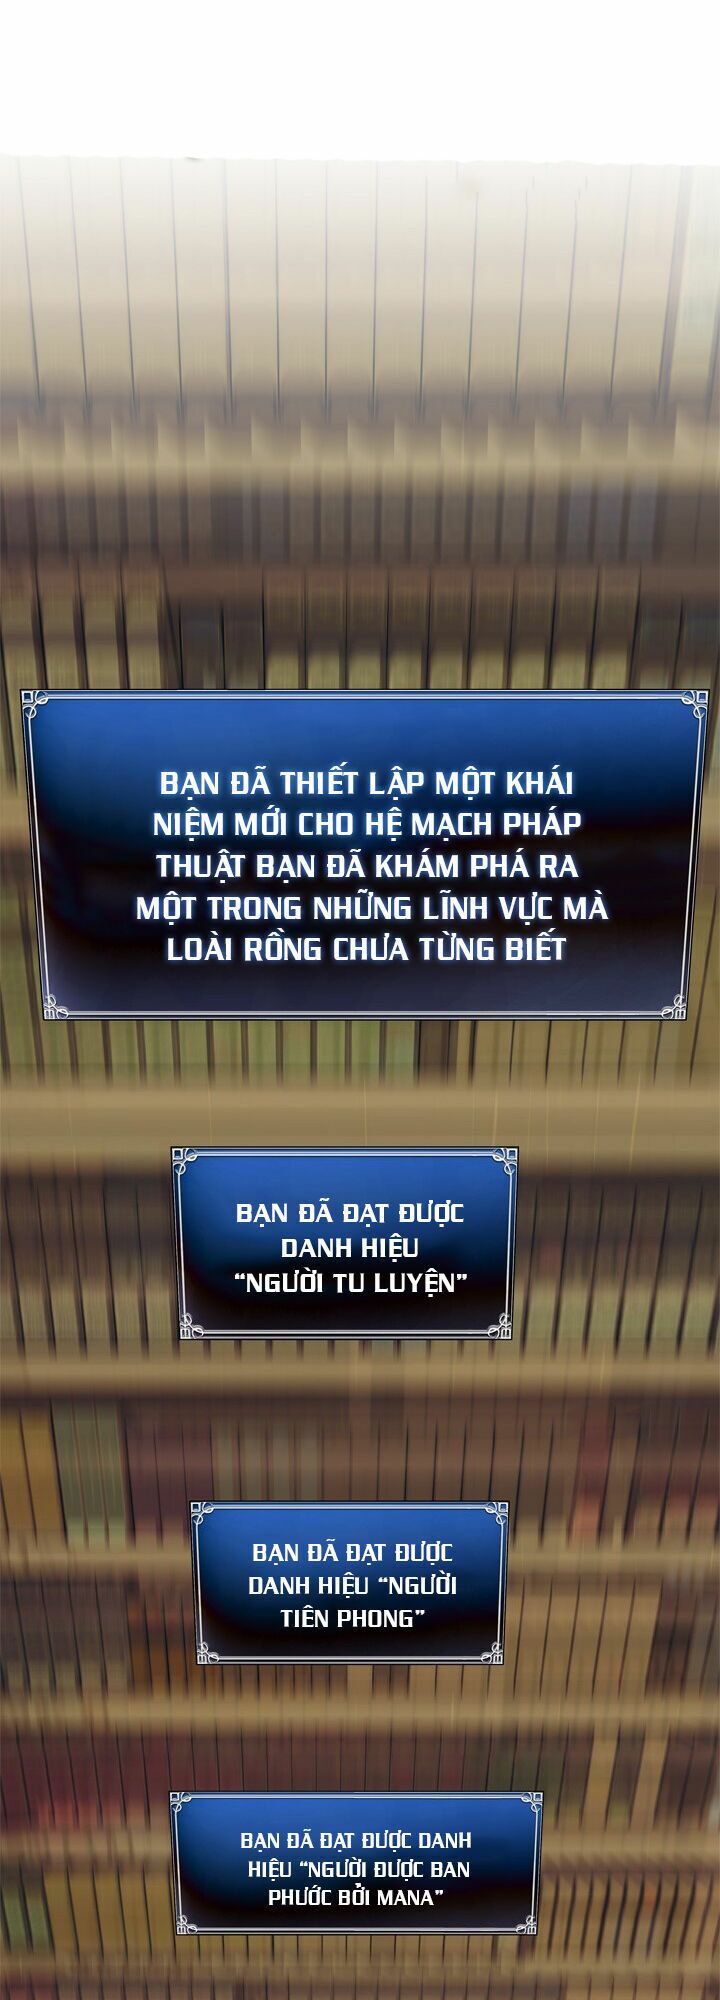 BẠN ĐÃ THIẾT LẬP MỘT KHÁI
NIỆM MỚI CHO HỆ MẠCH PHÁP
THUẬT BẠN ĐÃ KHÁM PHÁ RA
MỘT TRONG NHỮNG LĨNH VỰC MÀ
LOÀI RỒNG CHƯA TỪNG BIẾT
BẠN ĐÃ ĐẠT ĐƯỢC
DANH HIỆU
“NGƯỜI TU LUYỆN”
BẠN ĐÃ ĐẠT ĐƯỢC
DANH HIỆU “NGƯỜI
TIÊN PHONG”
BẠN ĐÃ ĐẠT ĐƯỢC DANH
HIỆU “NGƯỜI ĐƯỢC BAN
PHƯỚC BỞI MANA”